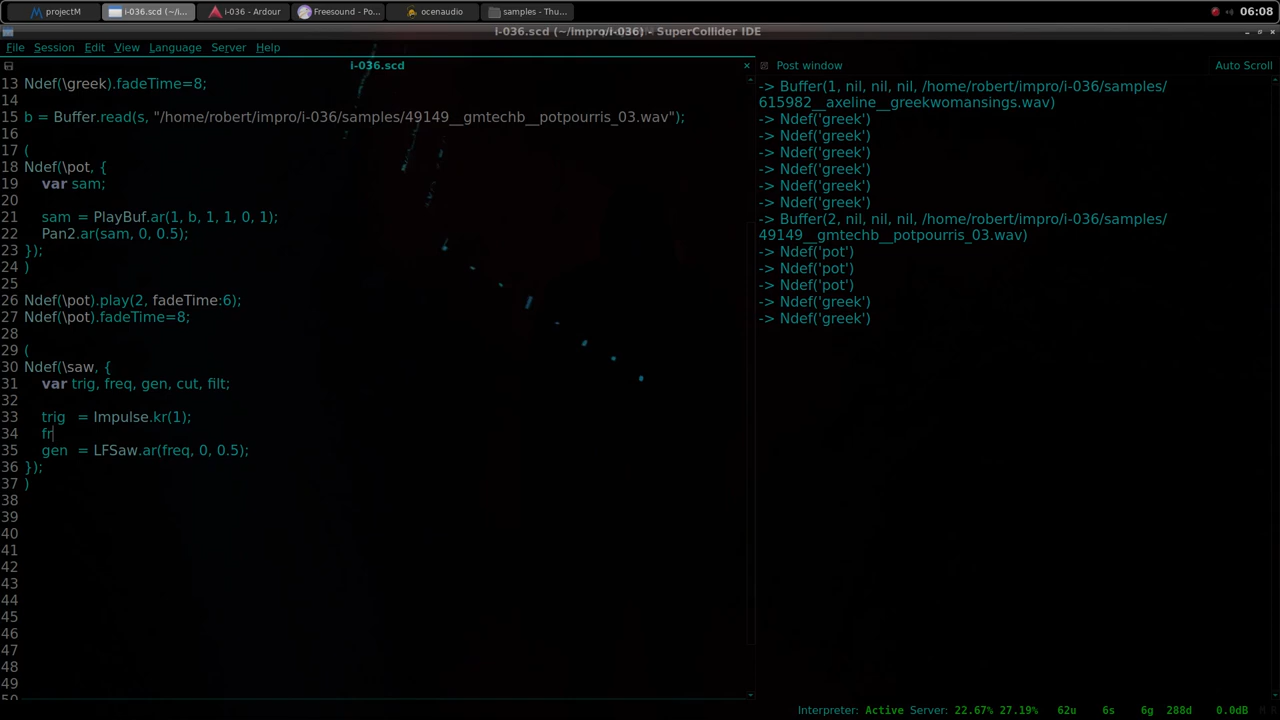 projectM
i-036.scd (~/i...
i-036 - Ardour
Freesound - Po...
ocenaudio
samples - Thu...
06:08
i-036.scd (~/impro/i-036) - SuperCollider IDE
File Session Edit View Language Server Help
i-036.scd
Post window
Auto Scroll
13 Ndef(\greek).fadeTime=8;
14
15 b = Buffer.read(s, "/home/robert/impro/i-036/samples/49149__gmtechb__potpourris_03.wav");
16
17 (
18 Ndef(\pot, {
19 var sam;
20
21 sam = PlayBuf.ar(1, b, 1, 1, 0, 1);
22 Pan2.ar(sam, 0, 0.5);
23 });
24 )
25
26 Ndef(\pot).play(2, fadeTime:6);
27 Ndef(\pot).fadeTime=8;
28
29 (
30 Ndef(\saw, {
31 var trig, freq, gen, cut, filt;
32
33 trig = Impulse.kr(1);
34 fr
35 gen = LFSaw.ar(freq, 0, 0.5);
36 });
37 )
38
39
40
41
42
43
44
45
46
47
48
49
50
-> Buffer(1, nil, nil, nil, /home/robert/impro/i-036/samples/
615982__axeline__greekwomansings.wav)
-> Ndef('greek')
-> Ndef('greek')
-> Ndef('greek')
-> Ndef('greek')
-> Ndef('greek')
-> Ndef('greek')
-> Buffer(2, nil, nil, nil, /home/robert/impro/i-036/samples/
49149__gmtechb__potpourris_03.wav)
-> Ndef('pot')
-> Ndef('pot')
-> Ndef('pot')
-> Ndef('greek')
-> Ndef('greek')
Interpreter: Active Server: 22.67% 27.19% 62u 6s 6g 288d 0.0dB M R